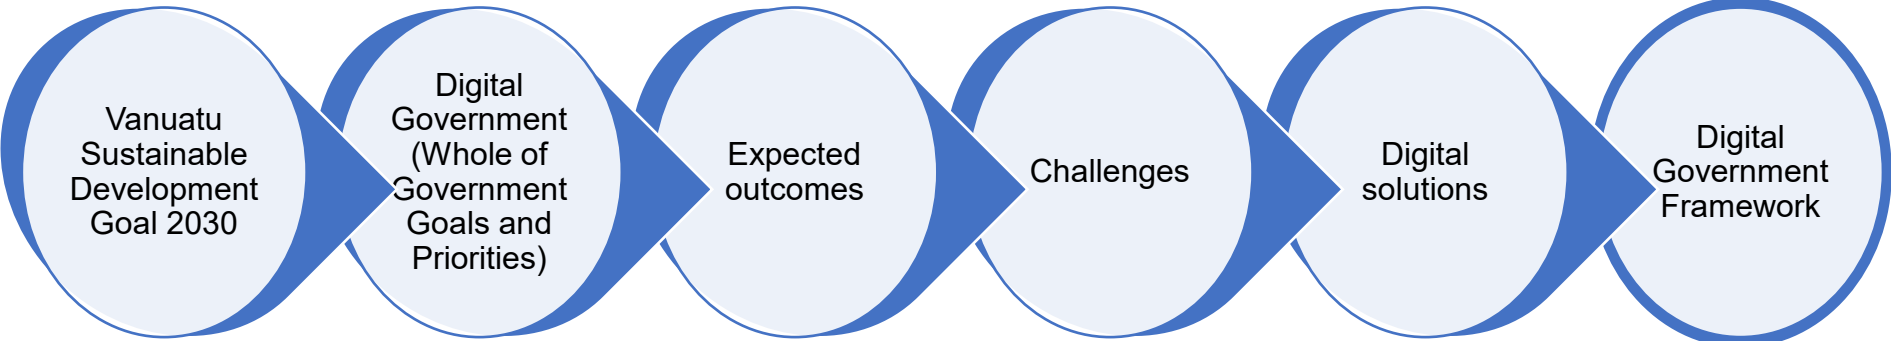 Vanuatu
Sustainable
Development
Goal 2030
Digital
Government
(Whole of
Government
Goals and
Priorities)
Expected
outcomes
Challenges
Digital
solutions
Digital
Government
Framework